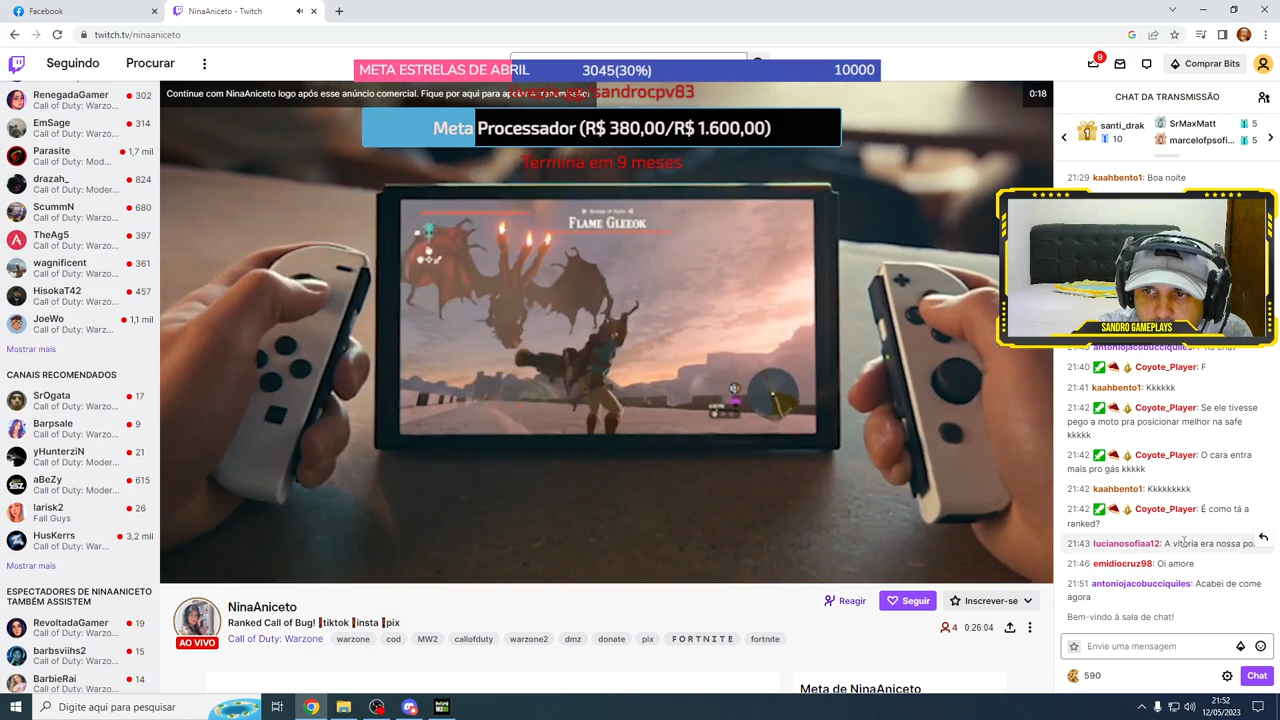 Facebook
NinaAniceto - Twitch
twitch.tv/ninaaniceto
Seguindo
Procurar
META ESTRELAS DE ABRIL
3045(30%)
10000
9
Comprar Bits
RenegadaGamer
302
EmSage
314
Call of Duty: Warzo...
Parasite
1,7 mil
Call of Duty: Mod...
drazah_
824
Call of Duty: Moder...
ScummN
680
Call of Duty: Warzo...
TheAg5
397
Call of Duty: Warzo...
wagnificent
361
Call of Duty: Warzo...
HisokaT42
457
Call of Duty: Warzo...
JoeWo
1,1 mil
Call of Duty: Warz...
Mostrar mais
CANAIS RECOMENDADOS
SrOgata
17
Call of Duty: Warzo...
Barpsale
9
Call of Duty: Warzo...
yHunterziN
21
Call of Duty: Moder...
aBeZy
615
Call of Duty: Moder...
larisk2
26
Fall Guys
HusKerrs
3,2 mil
Call of Duty: War...
Mostrar mais
ESPECTADORES DE NINAANICETO
TAMBÉM ASSISTEM
RevoltadaGamer
19
Call of Duty: Warzo...
barbsviihs2
15
Call of Duty: Warzo...
BarbieRai
14
Call of Duty: Moder...
Continue com NinaAniceto logo após esse anúncio comercial. Fique por aqui para
sandrocpv83
0:18
Meta Processador (R$ 380,00/R$ 1.600,00)
Termina em 9 meses
FLAME GLEEOK
NinaAniceto
AO VIVO
Ranked Call of Bug! !tiktok !insta !pix
Call of Duty: Warzone
warzone
cod
MW2
callofduty
warzone2
dmz
donate
pix
FORTNITE
fortnite
Reagir
Seguir
Inscrever-se
4
0:26:04
Meta de NinaAniceto
CHAT DA TRANSMISSÃO
1
santi_drak
10
SrMaxMatt
5
marcelofpsofi...
5
21:29 kaahbento1: Boa noite
SANDRO GAMEPLAYS
21:40 antoniojacobucciquiles:
21:40 Coyote_Player: F
21:41 kaahbento1: Kkkkkk
21:42 Coyote_Player: Se ele tivesse
pego a moto pra posicionar melhor na safe
kkkkk
21:42 Coyote_Player: O cara entra
mais pro gás kkkkk
21:42 kaahbento1: Kkkkkkkkk
21:42 Coyote_Player: É como tá a
ranked?
21:43 lucianosofiaa12: A vitória era nossa po...
21:46 emidiocruz98: Oi amore
21:51 antoniojacobucciquiles: Acabei de come
agora
Bem-vindo à sala de chat!
Envie uma mensagem
590
Chat
Digite aqui para pesquisar
21:52
12/05/2023